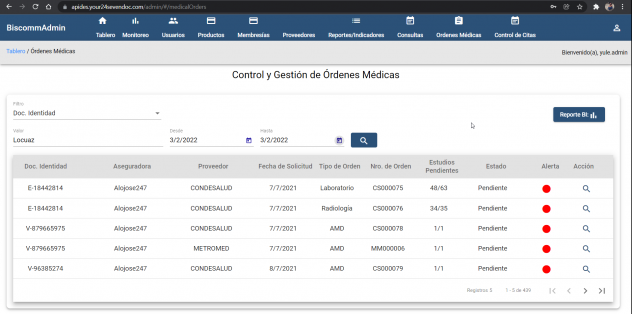 apides.your24sevendoc.com/admin/#/medicalOrders
BiscommAdmin
Tablero Monitoreo Usuarios Productos Membresías Proveedores Reportes/Indicadores Consultas Ordenes Médicas Control de Citas
Tablero / Órdenes Médicas
Bienvenido(a), yule.admin
Control y Gestión de Órdenes Médicas
Filtro
Doc. Identidad
Reporte BI:
Valor Desde Hasta
Locuaz 3/2/2022 3/2/2022
Doc. Identidad Aseguradora Proveedor Fecha de Solicitud Tipo de Orden Nro. de Orden Estudios Pendientes Estado Alerta Acción
E-18442814 Alojose247 CONDESALUD 7/7/2021 Laboratorio CS000075 48/63 Pendiente
E-18442814 Alojose247 CONDESALUD 7/7/2021 Radiología CS000076 34/35 Pendiente
V-879665975 Alojose247 CONDESALUD 7/7/2021 AMD CS000078 1/1 Pendiente
V-879665975 Alojose247 METROMED 7/7/2021 AMD MM000006 1/1 Pendiente
V-96385274 Alojose247 CONDESALUD 8/7/2021 AMD CS000079 1/1 Pendiente
Registros 5 1 - 5 de 439